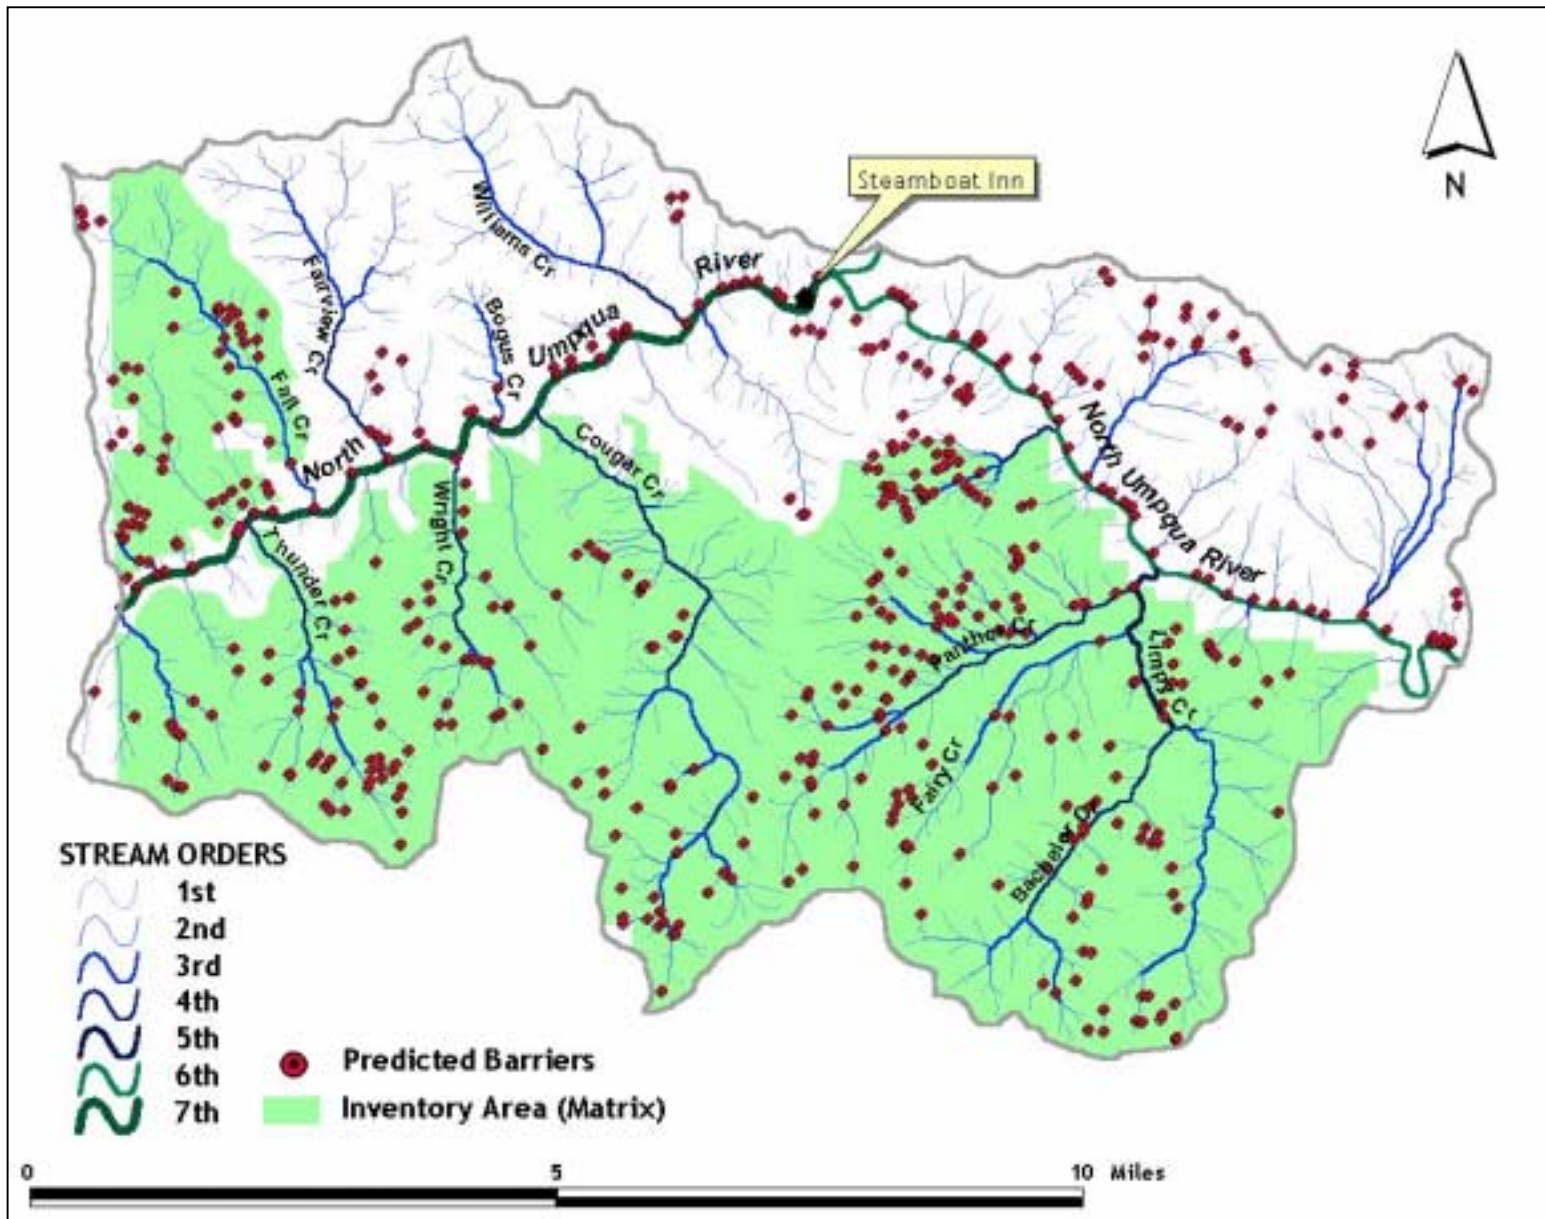 Steamboat Inn
N
Williams Cr
River
Fairview Cr
Bogus Cr
Umpqua
Fall Cr
North
Cougar Cr
Wright Cr
North Umpqua River
Thunder Cr
Panther Cr
Limpy Cr
Fairy Cr
Bachelor Cr
STREAM ORDERS
1st
2nd
3rd
4th
5th
6th
7th
Predicted Barriers
Inventory Area (Matrix)
0 5 10 Miles